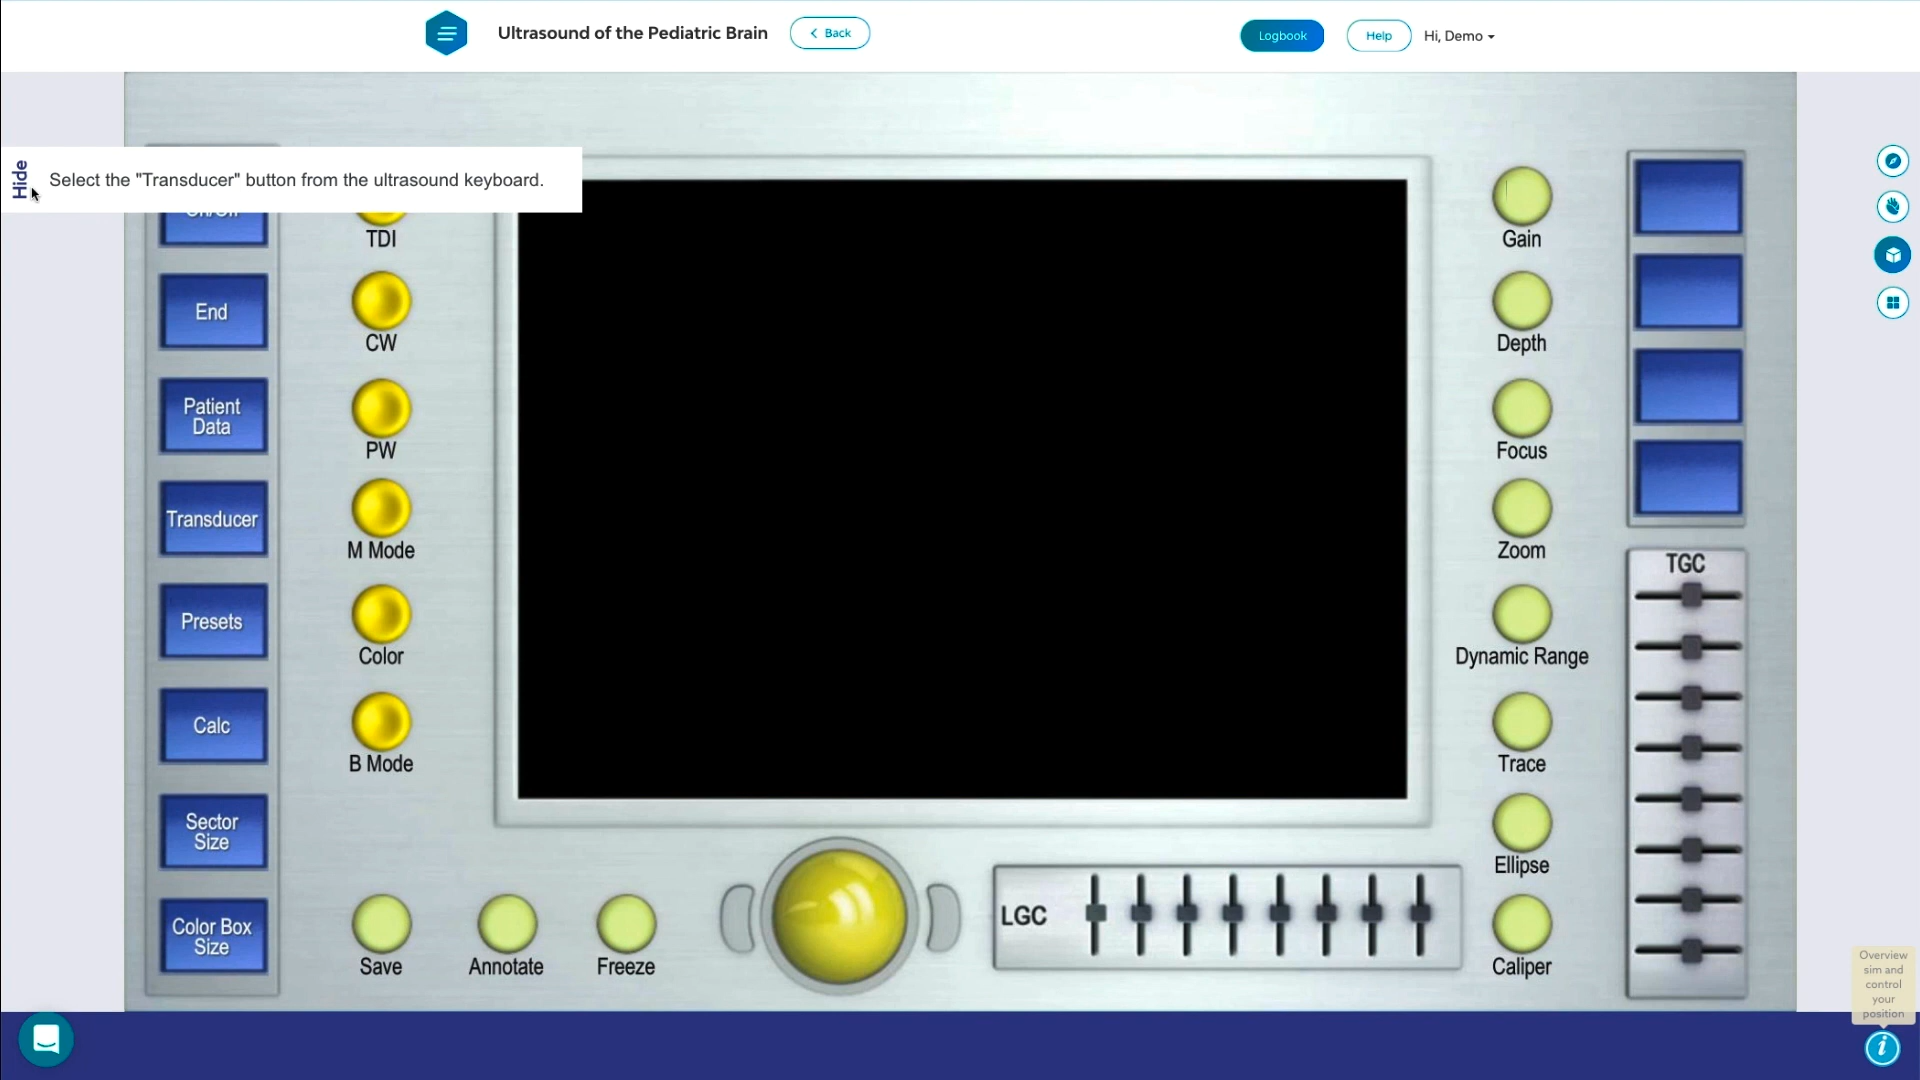 Ultrasound of the Pediatric Brain
Back
Logbook
Help
Hi, Demo
Hide
Select the "Transducer" button from the ultrasound keyboard.
On/Off
End
Patient
Data
Transducer
Presets
Calc
Sector
Size
Color Box
Size
TDI
CW
PW
M Mode
Color
B Mode
Save
Annotate
Freeze
LGC
Gain
Depth
Focus
Zoom
Dynamic Range
Trace
Ellipse
Caliper
TGC
Overview
sim and
control
your
position
i